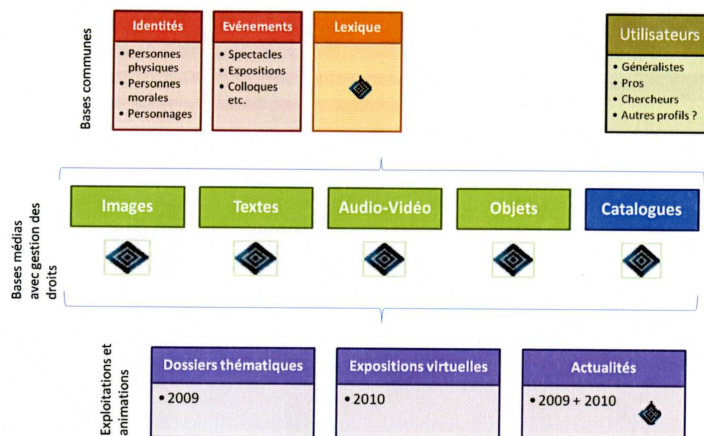 Bases communes
Identités
• Personnes
physiques
• Personnes
morales
• Personnages
Evénements
• Spectacles
• Expositions
• Colloques
etc.
Lexique
Utilisateurs
• Généralistes
• Pros
• Chercheurs
• Autres profils ?
Bases médias
avec gestion des
droits
Images
Textes
Audio-Vidéo
Objets
Catalogues
Exploitations et
animations
Dossiers thématiques
• 2009
Expositions virtuelles
• 2010
Actualités
• 2009 + 2010